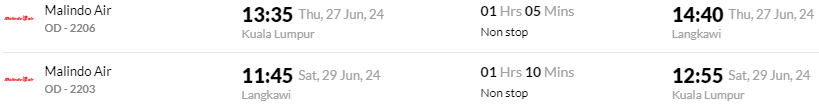 Malindo Air
OD - 2206
13:35 Thu, 27 Jun, 24
Kuala Lumpur
01 Hrs 05 Mins
Non stop
14:40 Thu, 27 Jun, 24
Langkawi
Malindo Air
OD - 2203
11:45 Sat, 29 Jun, 24
Langkawi
01 Hrs 10 Mins
Non stop
12:55 Sat, 29 Jun, 24
Kuala Lumpur